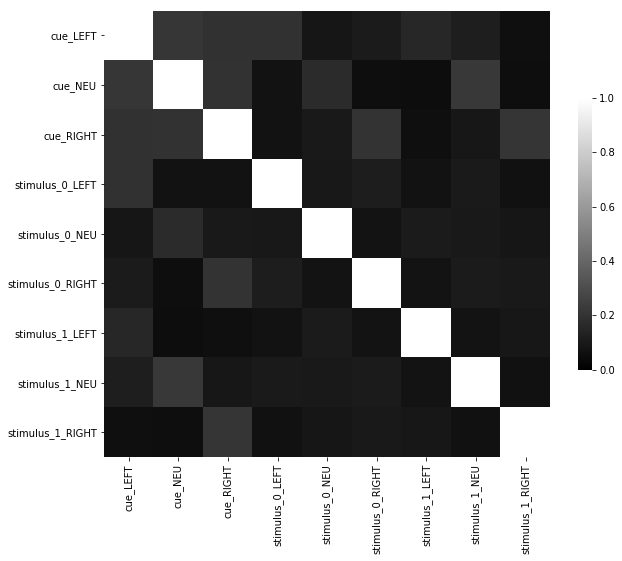 cue_LEFT
cue_NEU
cue_RIGHT
stimulus_0_LEFT
stimulus_0_NEU
stimulus_0_RIGHT
stimulus_1_LEFT
stimulus_1_NEU
stimulus_1_RIGHT
cue_LEFT
cue_NEU
cue_RIGHT
stimulus_0_LEFT
stimulus_0_NEU
stimulus_0_RIGHT
stimulus_1_LEFT
stimulus_1_NEU
stimulus_1_RIGHT
1.0
0.8
0.6
0.4
0.2
0.0